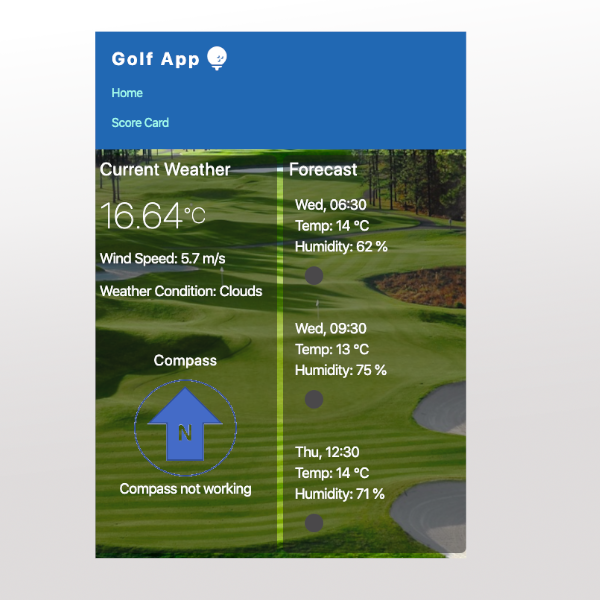 Golf App
Home
Score Card
Current Weather
16.64°C
Wind Speed: 5.7 m/s
Weather Condition: Clouds
Compass
N
Compass not working
Forecast
Wed, 06:30
Temp: 14 °C
Humidity: 62 %
Wed, 09:30
Temp: 13 °C
Humidity: 75 %
Thu, 12:30
Temp: 14 °C
Humidity: 71 %